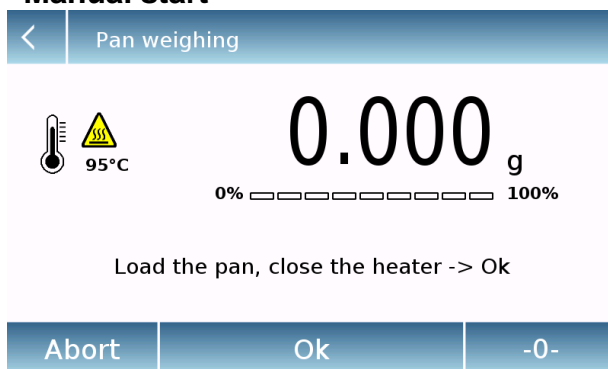 Manual start
Pan weighing
0.000 g
95°C
0% 100%
Load the pan, close the heater -> Ok
Abort Ok -0-